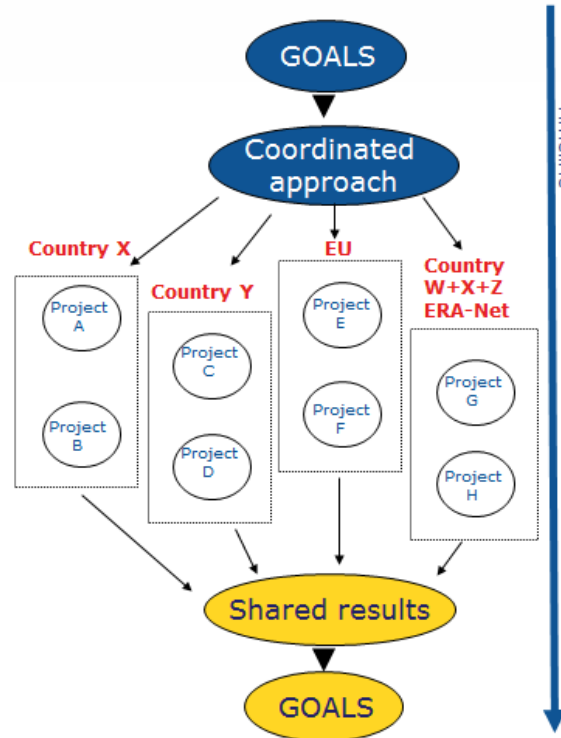 GOALS
Coordinated
approach
Country X
Project
A
Project
B
Country Y
Project
C
Project
D
EU
Project
E
Project
F
Country
W+X+Z
ERA-Net
Project
G
Project
H
Shared results
GOALS